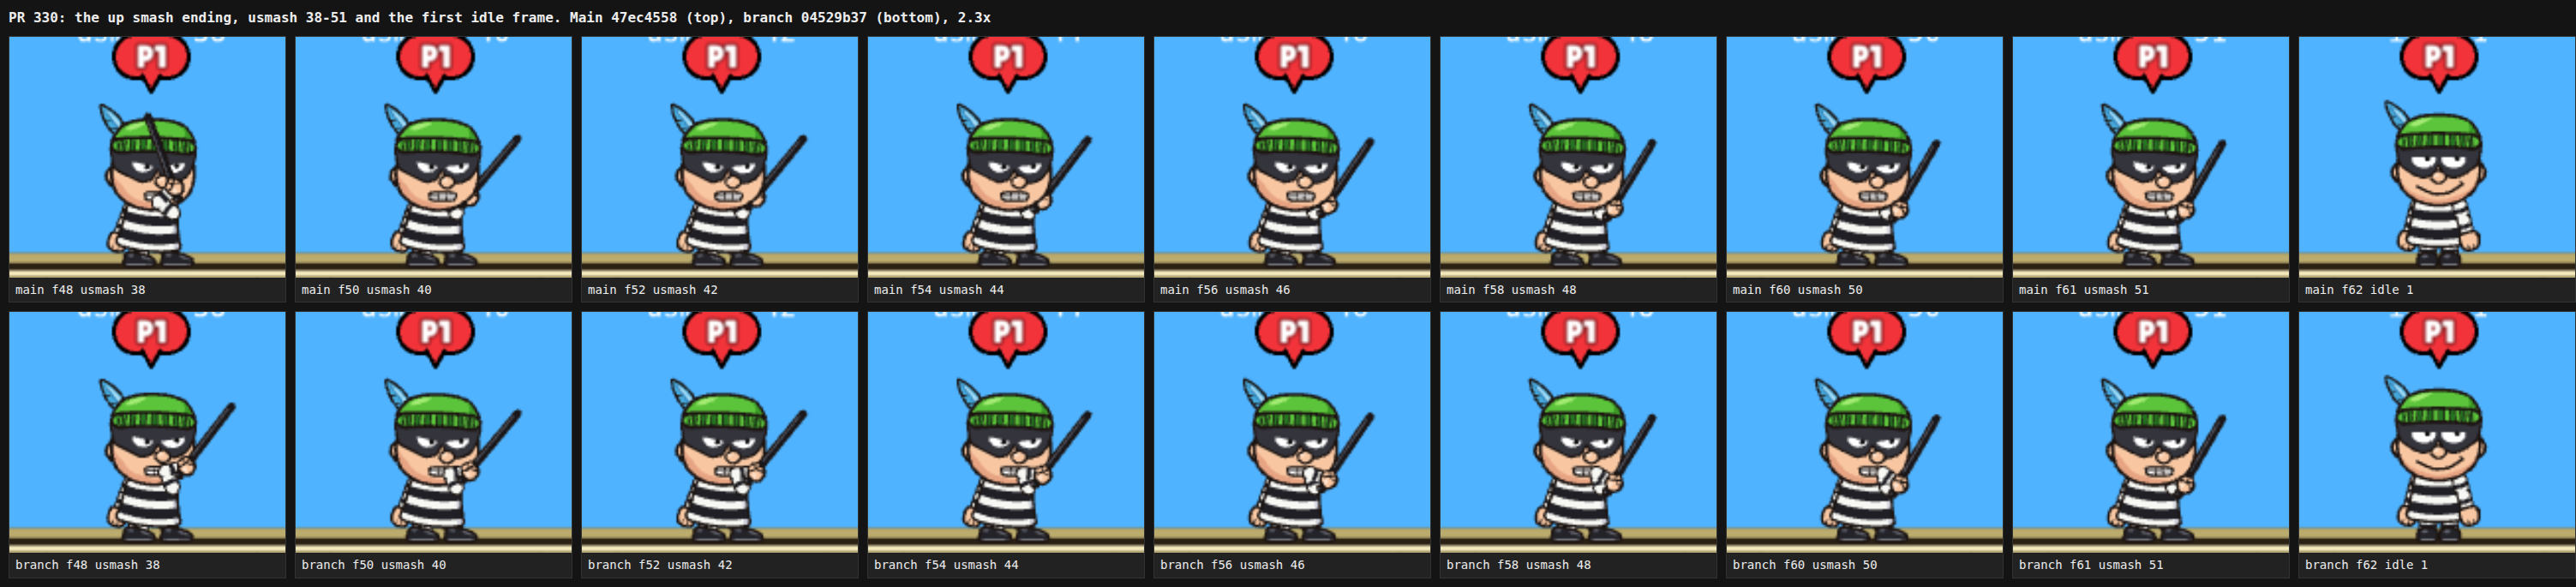 PR 330: the up smash ending, usmash 38-51 and the first idle frame. Main 47ec4558 (top), branch 04529b37 (bottom), 2.3x
P1 P1 P1 P1 P1 P1 P1 P1 P1
main f48 usmash 38 main f50 usmash 40 main f52 usmash 42 main f54 usmash 44 main f56 usmash 46 main f58 usmash 48 main f60 usmash 50 main f61 usmash 51 main f62 idle 1
P1 P1 P1 P1 P1 P1 P1 P1 P1
branch f48 usmash 38 branch f50 usmash 40 branch f52 usmash 42 branch f54 usmash 44 branch f56 usmash 46 branch f58 usmash 48 branch f60 usmash 50 branch f61 usmash 51 branch f62 idle 1